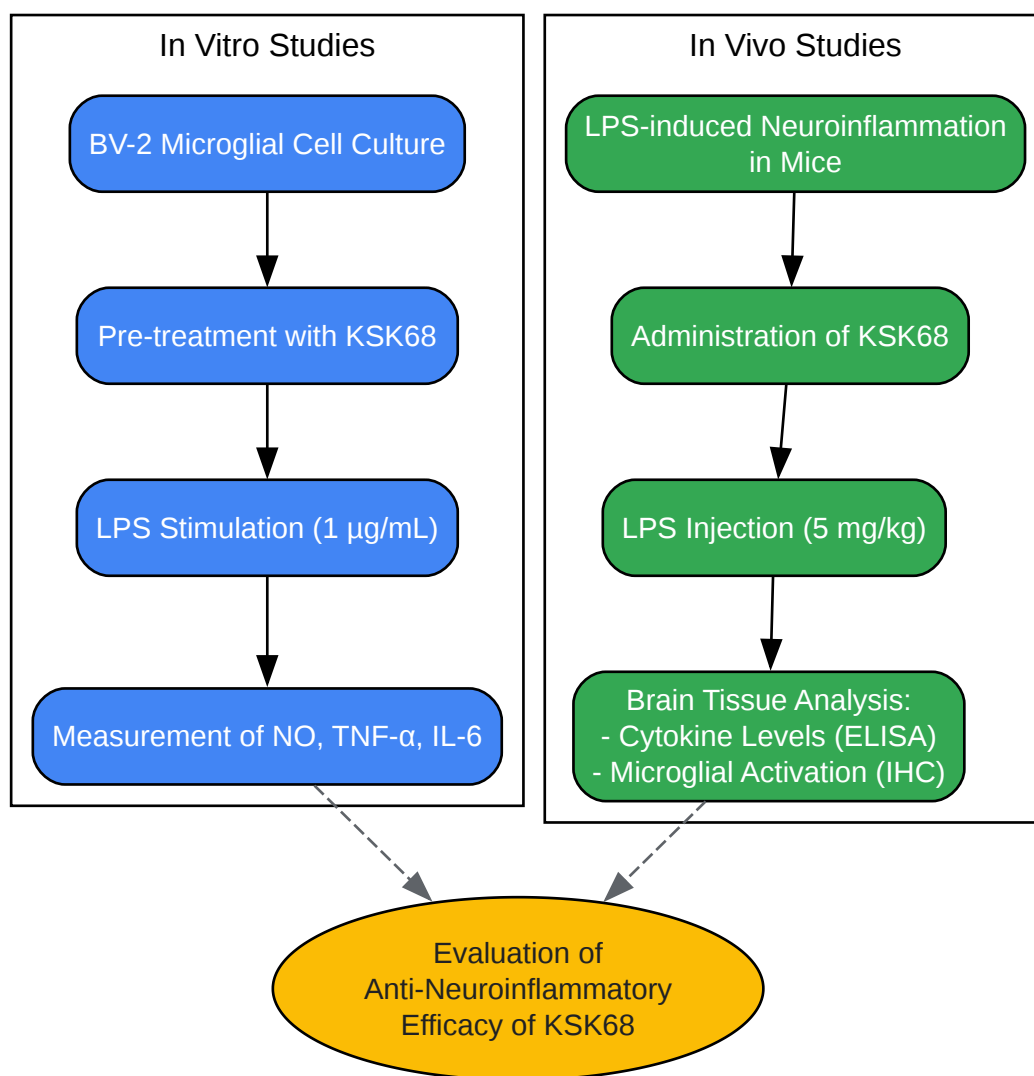 In Vitro Studies
BV-2 Microglial Cell Culture
Pre-treatment with KSK68
LPS Stimulation (1 µg/mL)
Measurement of NO, TNF-α, IL-6
In Vivo Studies
LPS-induced Neuroinflammation
in Mice
Administration of KSK68
LPS Injection (5 mg/kg)
Brain Tissue Analysis:
- Cytokine Levels (ELISA)
- Microglial Activation (IHC)
Evaluation of
Anti-Neuroinflammatory
Efficacy of KSK68